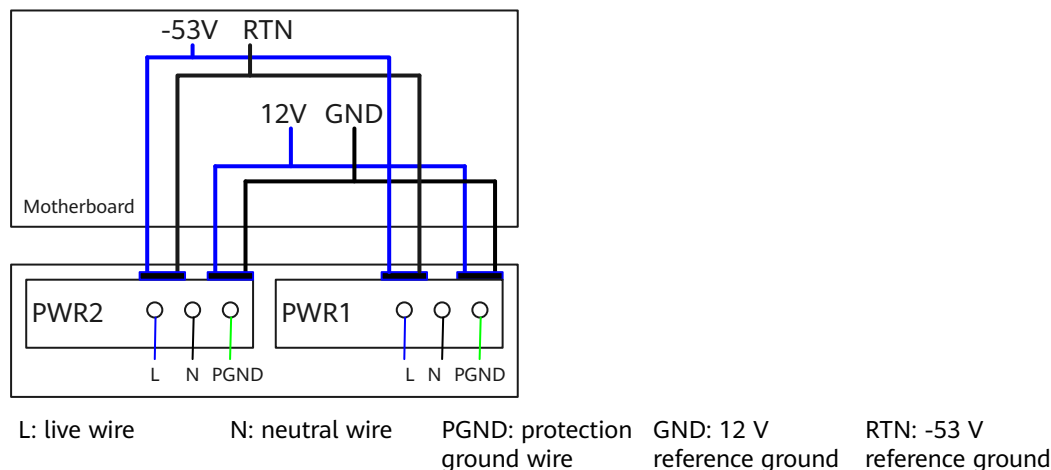 -53V RTN
12V GND
Motherboard
PWR2 PWR1
L N PGND L N PGND
L: live wire N: neutral wire PGND: protection GND: 12 V RTN: -53 V
ground wire reference ground reference ground